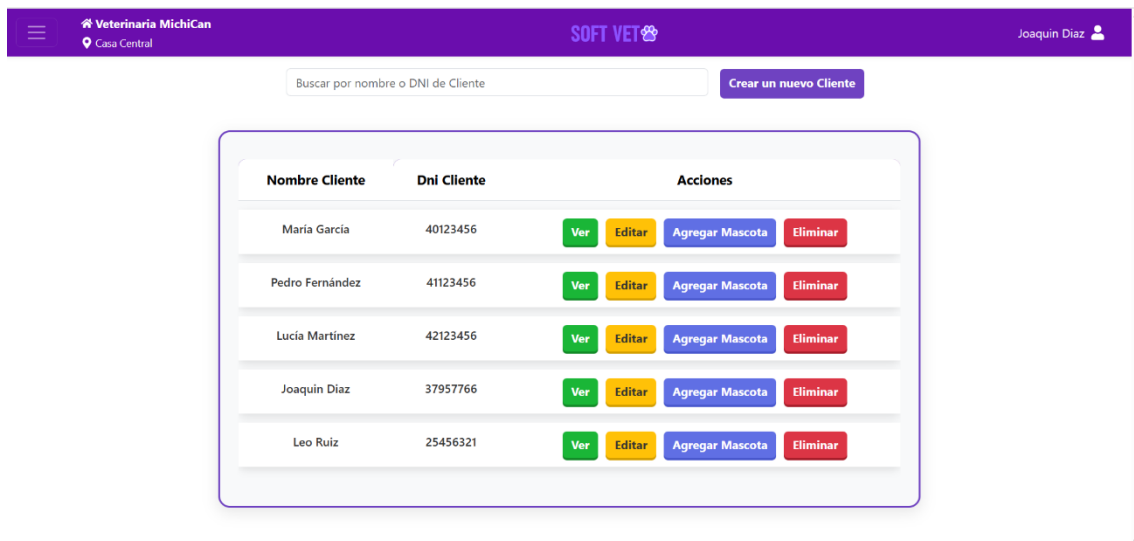 Veterinaria MichiCan
Casa Central
SOFT VET
Joaquin Diaz
Buscar por nombre o DNI de Cliente
Crear un nuevo Cliente
Nombre Cliente Dni Cliente Acciones
María García 40123456 Ver Editar Agregar Mascota Eliminar
Pedro Fernández 41123456 Ver Editar Agregar Mascota Eliminar
Lucía Martínez 42123456 Ver Editar Agregar Mascota Eliminar
Joaquin Diaz 37957766 Ver Editar Agregar Mascota Eliminar
Leo Ruiz 25456321 Ver Editar Agregar Mascota Eliminar